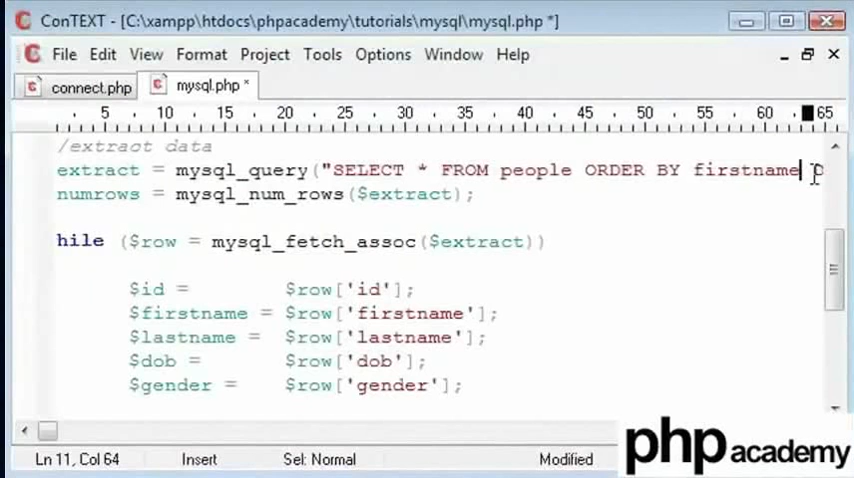 ConTEXT - [C:\xampp\htdocs\phpacademy\tutorials\mysql\mysql.php *]
File Edit View Format Project Tools Options Window Help
connect.php mysql.php *
5 10 15 20 25 30 35 40 45 50 55 60 65
/extract data
extract = mysql_query("SELECT * FROM people ORDER BY firstname
numrows = mysql_num_rows($extract);
hile ($row = mysql_fetch_assoc($extract))
$id = $row['id'];
$firstname = $row['firstname'];
$lastname = $row['lastname'];
$dob = $row['dob'];
$gender = $row['gender'];
Ln 11, Col 64 Insert Sel: Normal Modified
php academy